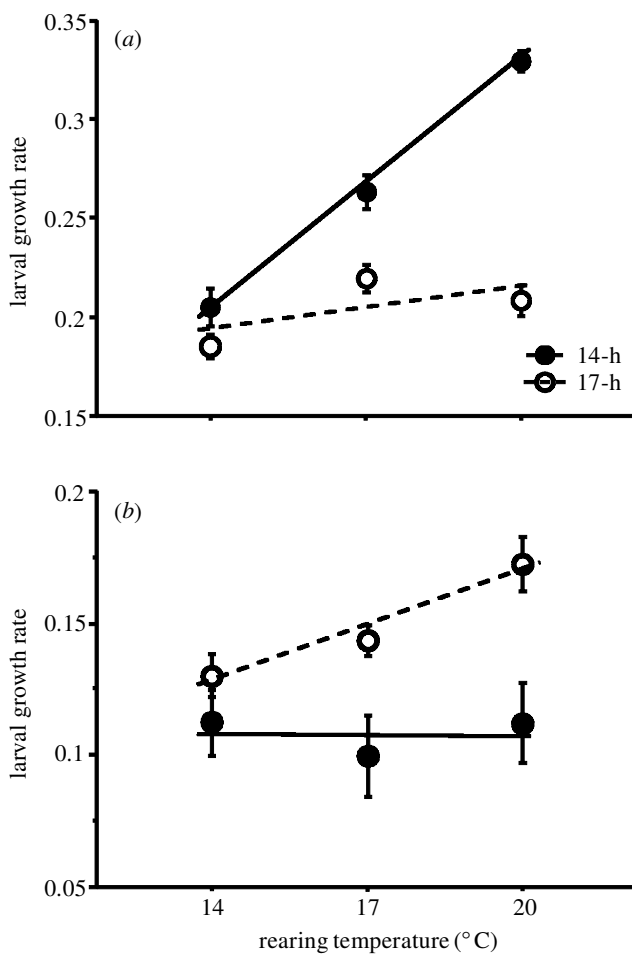 (a)
0.35
0.3
0.25
0.2
0.15
larval growth rate
14-h
17-h
(b)
0.2
0.15
0.1
0.05
larval growth rate
14 17 20
rearing temperature (° C)